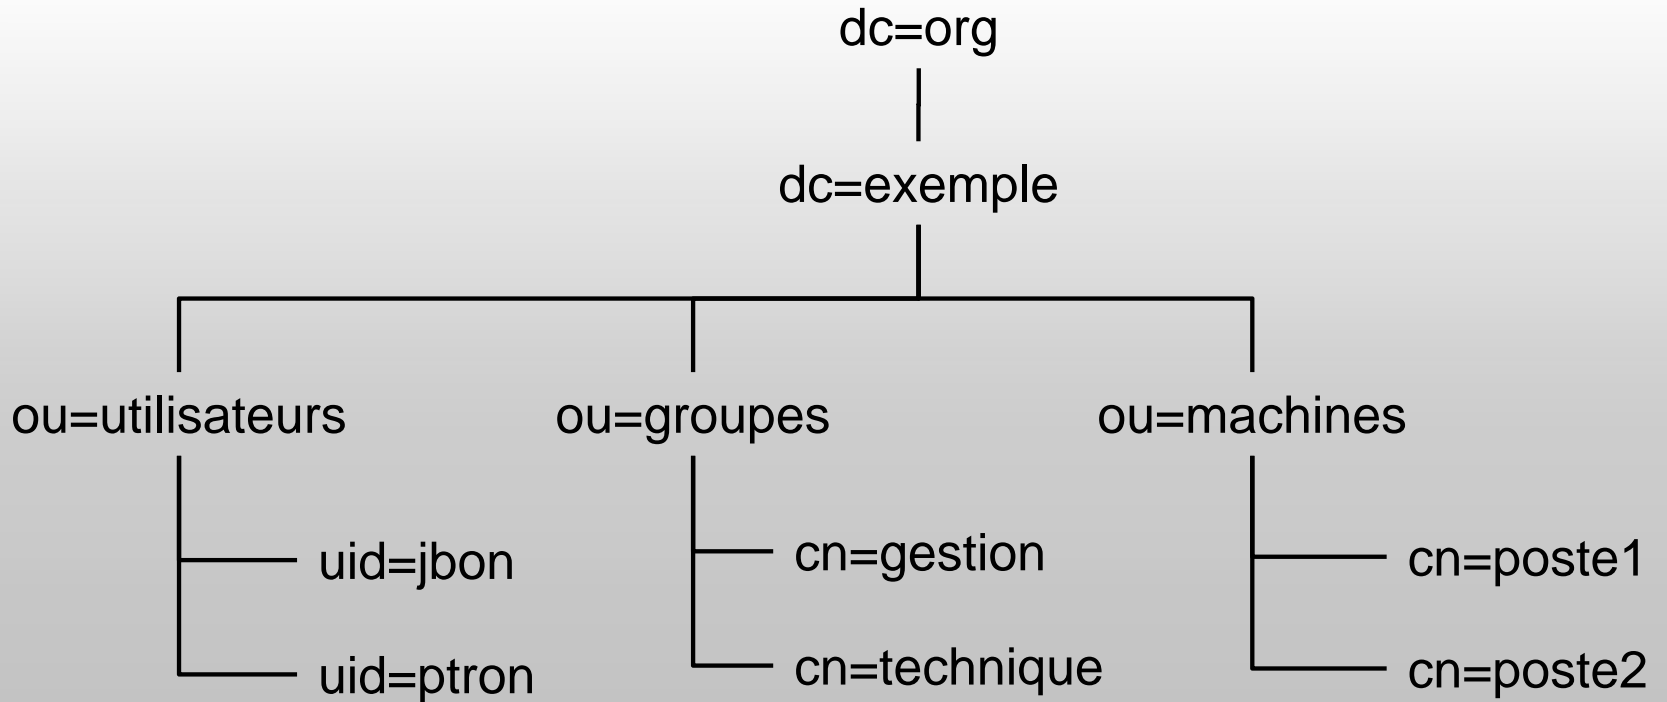 dc=org
dc=exemple
ou=utilisateurs
ou=groupes
ou=machines
uid=jbon
cn=gestion
cn=poste1
uid=ptron
cn=technique
cn=poste2